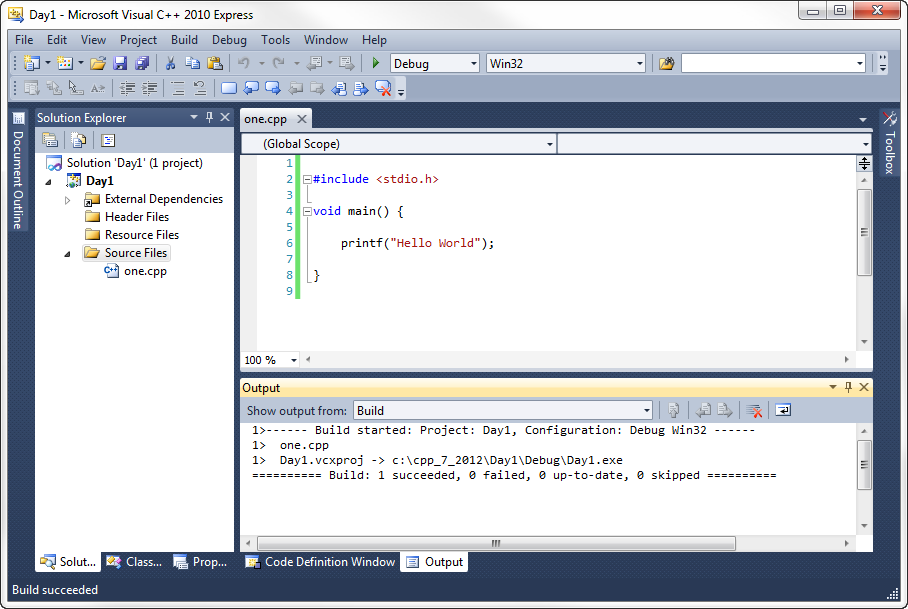 Day1 - Microsoft Visual C++ 2010 Express
File Edit View Project Build Debug Tools Window Help
Debug Win32
Document Outline
Solution Explorer
Solution 'Day1' (1 project)
Day1
External Dependencies
Header Files
Resource Files
Source Files
C++ one.cpp
Solut... Class... Prop...
one.cpp
(Global Scope)
1
2 #include <stdio.h>
3
4 void main() {
5
6 printf("Hello World");
7
8 }
9
100 %
Toolbox
Output
Show output from: Build
1>------ Build started: Project: Day1, Configuration: Debug Win32 ------
1> one.cpp
1> Day1.vcxproj -> c:\cpp_7_2012\Day1\Debug\Day1.exe
========== Build: 1 succeeded, 0 failed, 0 up-to-date, 0 skipped ==========
Code Definition Window Output
Build succeeded